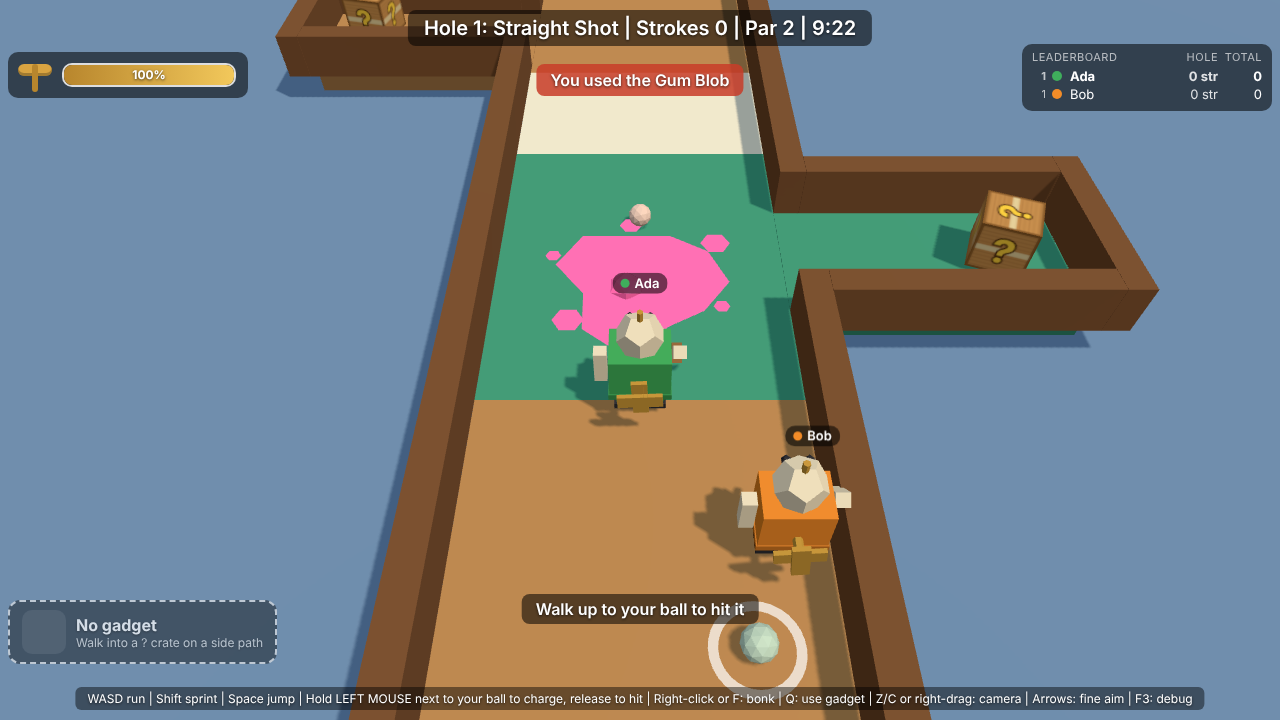 Hole 1: Straight Shot | Strokes 0 | Par 2 | 9:22
100%
You used the Gum Blob
LEADERBOARD HOLE TOTAL
1 Ada 0 str 0
1 Bob 0 str 0
? ?
? ?
Ada
Bob
Walk up to your ball to hit it
No gadget
Walk into a ? crate on a side path
WASD run | Shift sprint | Space jump | Hold LEFT MOUSE next to your ball to charge, release to hit | Right-click or F: bonk | Q: use gadget | Z/C or right-drag: camera | Arrows: fine aim | F3: debug